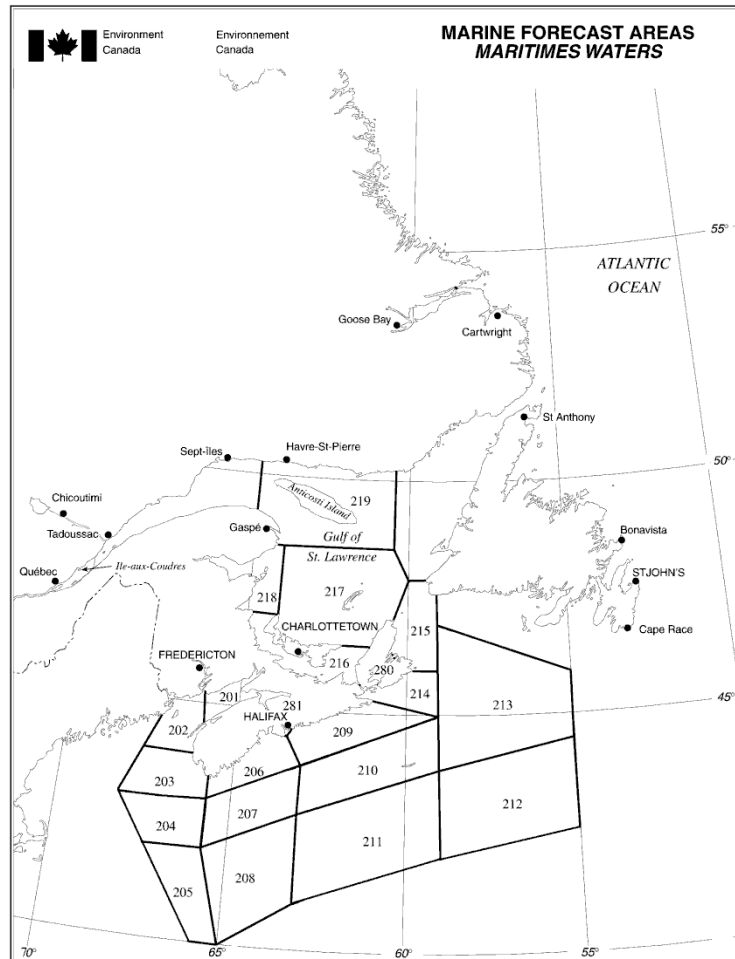 Environment
Canada
Environnement
Canada
MARINE FORECAST AREAS
MARITIMES WATERS
55°
ATLANTIC
OCEAN
Goose Bay
Cartwright
St Anthony
Sept-Îles
Havre-St-Pierre
50°
Chicoutimi
Anticosti Island
219
Tadoussac
Gaspé
Gulf of
St. Lawrence
Bonavista
Québec
Ile-aux-Coudres
STJOHN'S
218
217
CHARLOTTETOWN
215
Cape Race
FREDERICTON
216
280
201
281
214
213
45°
202
HALIFAX
209
203
206
210
204
207
212
211
205
208
70°
65°
60°
55°